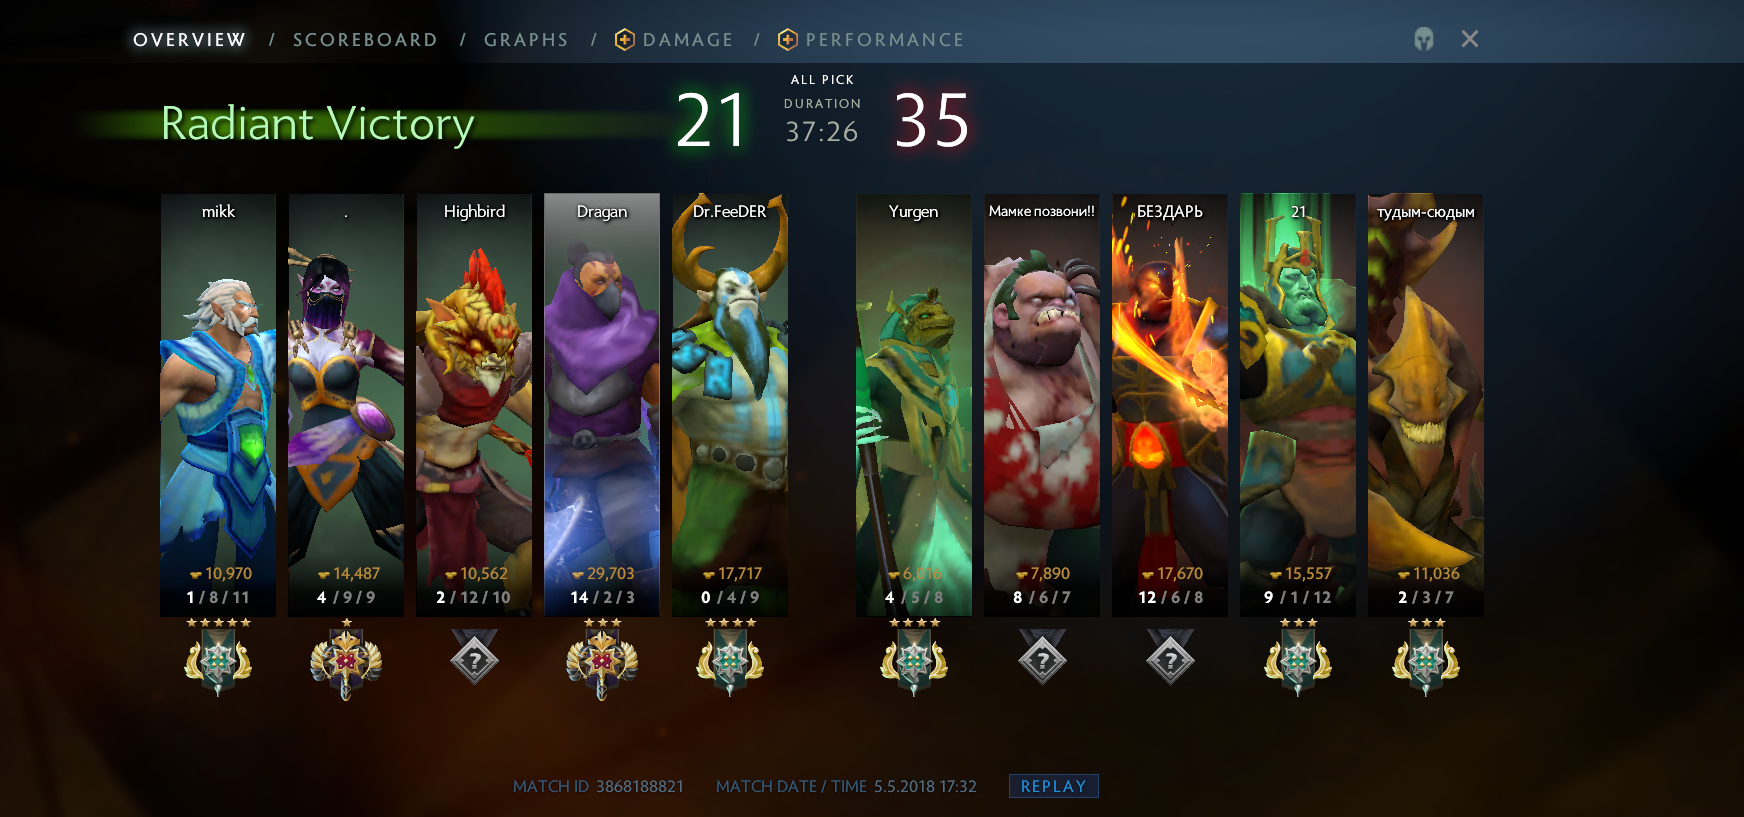 OVERVIEW / SCOREBOARD / GRAPHS / DAMAGE / PERFORMANCE
ALL PICK
Radiant Victory 21 DURATION 35
37:26
mikk . Highbird Dragan Dr.FeeDER Yurgen Мамке позвони!! БЕЗДАРЬ 21 тудым-сюдым
10,970 14,487 10,562 29,703 17,717 7,890 17,670 15,557 11,036
1 / 8 / 11 4 / 9 / 9 2 / 12 / 10 14 / 2 / 3 0 / 4 / 9 4 / 5 / 8 8 / 6 / 7 12 / 6 / 8 9 / 1 / 12 2 / 3 / 7
? ? ?
MATCH ID 3868188821 MATCH DATE / TIME 5.5.2018 17:32 REPLAY